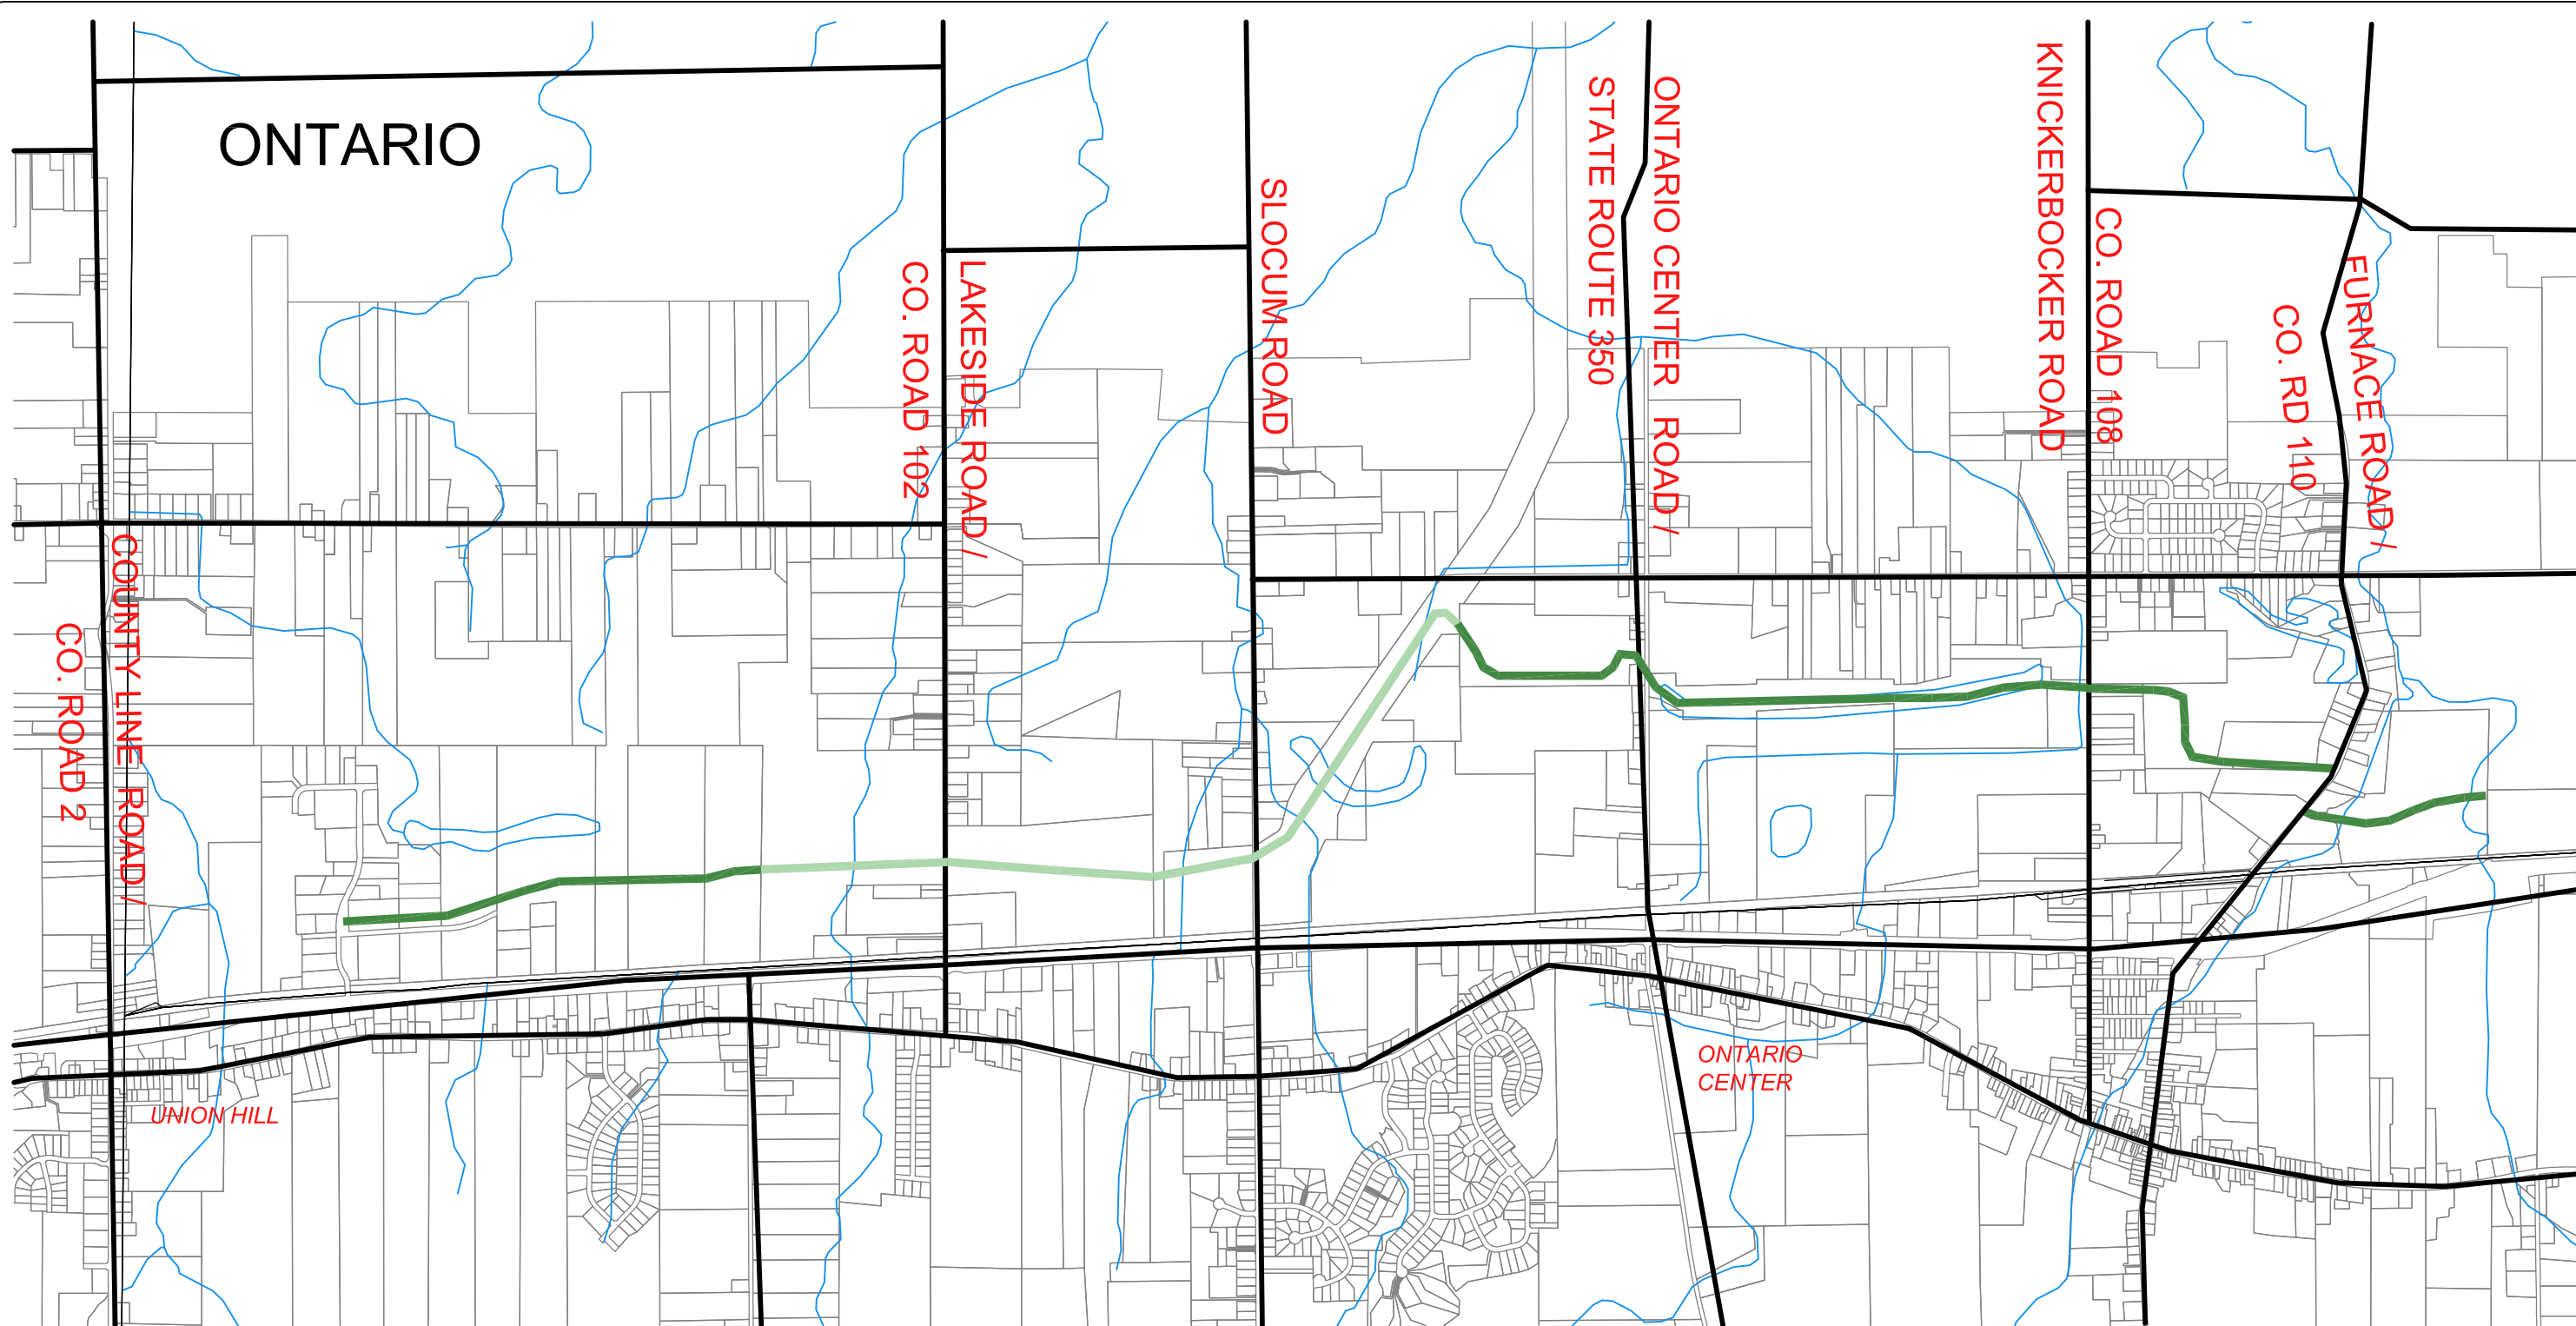 ONTARIO
COUNTY LINE ROAD /
CO. ROAD 2
LAKESIDE ROAD /
CO. ROAD 102
SLOCUM ROAD
ONTARIO CENTER ROAD /
STATE ROUTE 350
KNICKERBOCKER ROAD
CO. ROAD 108
FURNACE ROAD /
CO. RD 110
UNION HILL
ONTARIO
CENTER